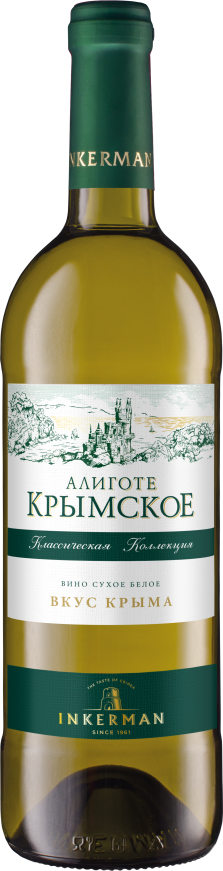 INKERMAN
АЛИГОТЕ
КРЫМСКОЕ
Классическая Коллекция
ВИНО СУХОЕ БЕЛОЕ
ВКУС КРЫМА
THE TASTE OF CRIMEA
INKERMAN
SINCE 1961